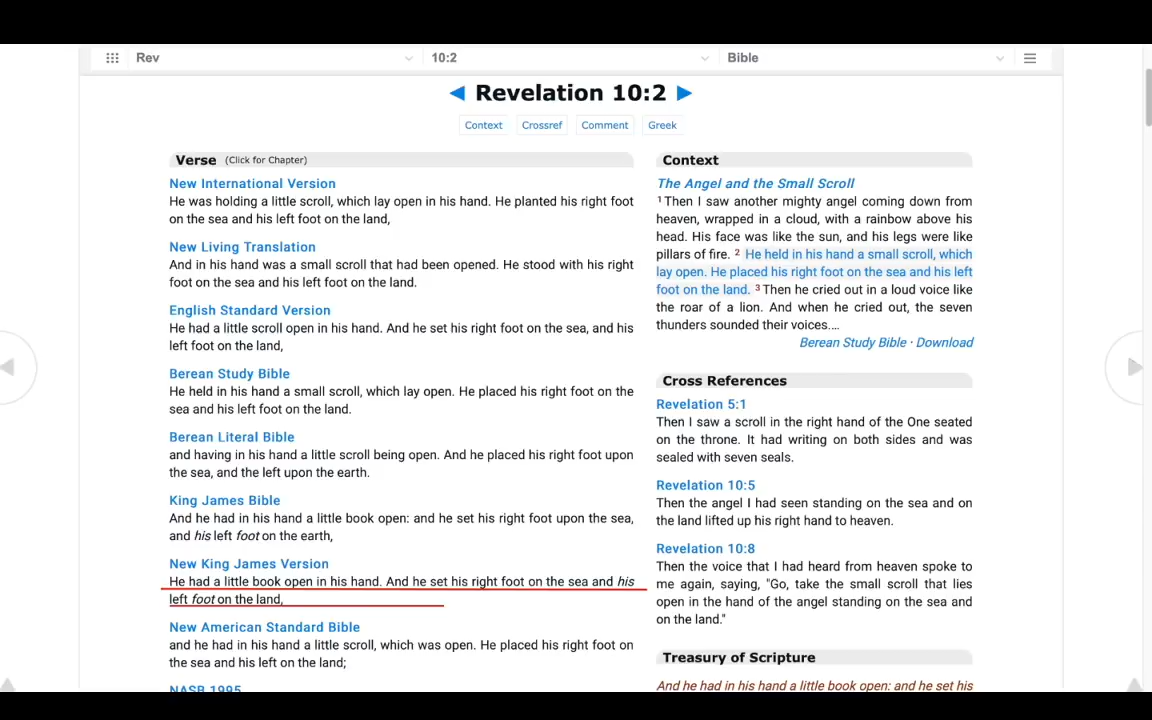 Rev 10:2 Bible
◄ Revelation 10:2 ►
Context Crossref Comment Greek
Verse (Click for Chapter)
New International Version
He was holding a little scroll, which lay open in his hand. He planted his right foot
on the sea and his left foot on the land,
New Living Translation
And in his hand was a small scroll that had been opened. He stood with his right
foot on the sea and his left foot on the land.
English Standard Version
He had a little scroll open in his hand. And he set his right foot on the sea, and his
left foot on the land,
Berean Study Bible
He held in his hand a small scroll, which lay open. He placed his right foot on the
sea and his left foot on the land.
Berean Literal Bible
and having in his hand a little scroll being open. And he placed his right foot upon
the sea, and the left upon the earth.
King James Bible
And he had in his hand a little book open: and he set his right foot upon the sea,
and his left foot on the earth,
New King James Version
He had a little book open in his hand. And he set his right foot on the sea and his
left foot on the land,
New American Standard Bible
and he had in his hand a little scroll, which was open. He placed his right foot on
the sea and his left on the land;
NASB 1995
Context
The Angel and the Small Scroll
1 Then I saw another mighty angel coming down from
heaven, wrapped in a cloud, with a rainbow above his
head. His face was like the sun, and his legs were like
pillars of fire. 2 He held in his hand a small scroll, which
lay open. He placed his right foot on the sea and his left
foot on the land. 3 Then he cried out in a loud voice like
the roar of a lion. And when he cried out, the seven
thunders sounded their voices.…
Berean Study Bible · Download
Cross References
Revelation 5:1
Then I saw a scroll in the right hand of the One seated
on the throne. It had writing on both sides and was
sealed with seven seals.
Revelation 10:5
Then the angel I had seen standing on the sea and on
the land lifted up his right hand to heaven.
Revelation 10:8
Then the voice that I had heard from heaven spoke to
me again, saying, "Go, take the small scroll that lies
open in the hand of the angel standing on the sea and
on the land."
Treasury of Scripture
And he had in his hand a little book open: and he set his